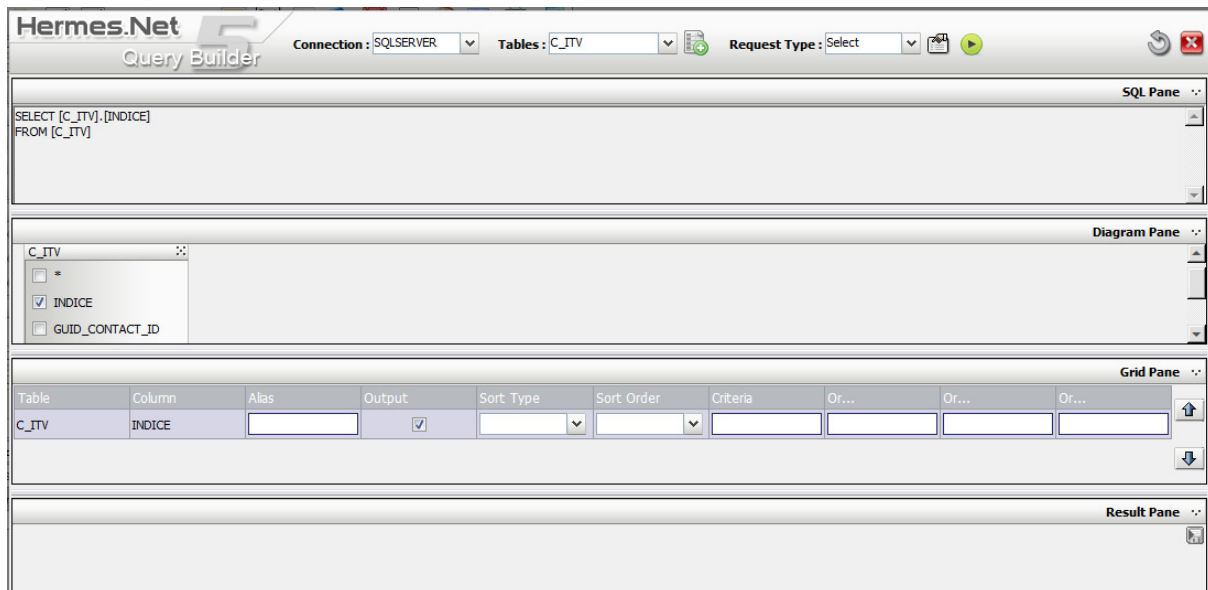 Hermes.Net 5
Query Builder
Connection : SQLSERVER Tables : C_ITV Request Type : Select
SQL Pane
SELECT [C_ITV].[INDICE]
FROM [C_ITV]
Diagram Pane
C_ITV
*
INDICE
GUID_CONTACT_ID
Grid Pane
Table Column Alias Output Sort Type Sort Order Criteria Or... Or... Or...
C_ITV INDICE
Result Pane